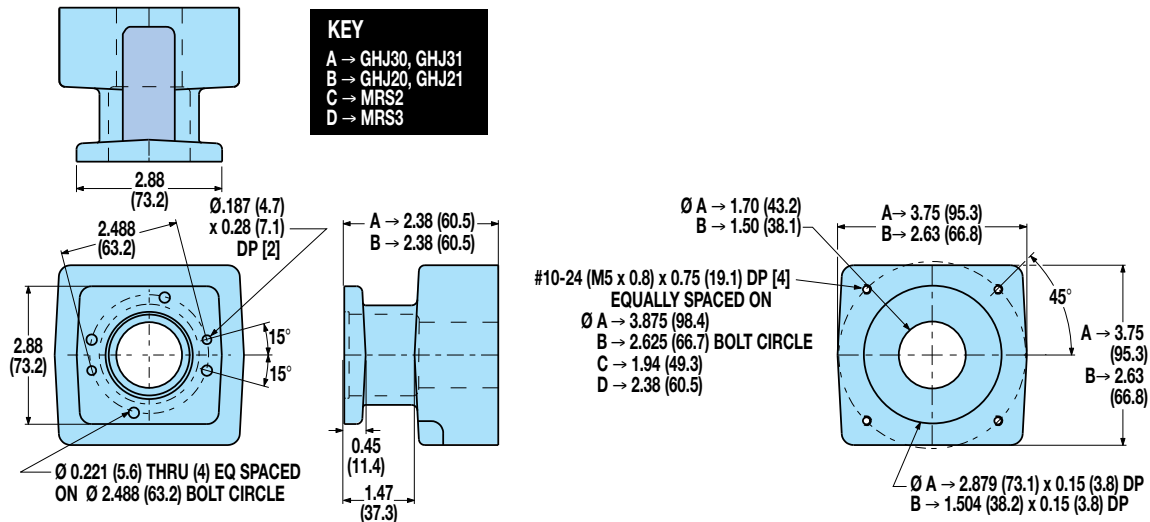 KEY
A → GHJ30, GHJ31
B → GHJ20, GHJ21
C → MRS2
D → MRS3
2.88
(73.2)
Ø.187 (4.7)
x 0.28 (7.1)
DP [2]
2.488
(63.2)
2.88
(73.2)
15°
15°
Ø 0.221 (5.6) THRU (4) EQ SPACED
ON Ø 2.488 (63.2) BOLT CIRCLE
A → 2.38 (60.5)
B → 2.38 (60.5)
0.45
(11.4)
1.47
(37.3)
Ø A → 1.70 (43.2)
B → 1.50 (38.1)
A → 3.75 (95.3)
B → 2.63 (66.8)
#10-24 (M5 x 0.8) x 0.75 (19.1) DP [4]
EQUALLY SPACED ON
Ø A → 3.875 (98.4)
B → 2.625 (66.7) BOLT CIRCLE
C → 1.94 (49.3)
D → 2.38 (60.5)
45°
A → 3.75
(95.3)
B → 2.63
(66.8)
Ø A → 2.879 (73.1) x 0.15 (3.8) DP
B → 1.504 (38.2) x 0.15 (3.8) DP